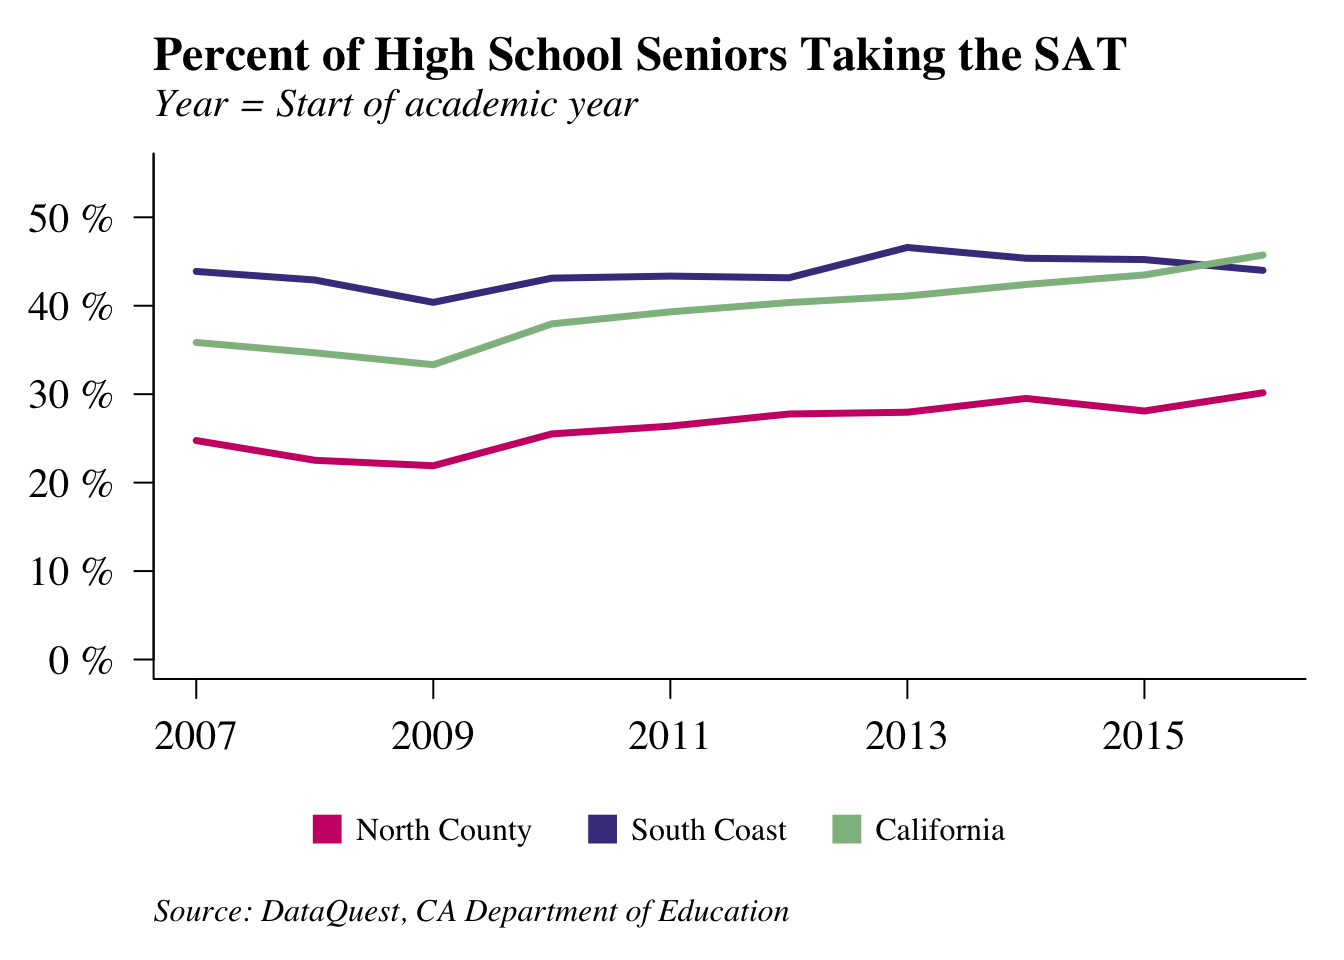 Percent of High School Seniors Taking the SAT
Year = Start of academic year
50 %
40 %
30 %
20 %
10 %
0 %
2007 2009 2011 2013 2015
North County South Coast California
Source: DataQuest, CA Department of Education